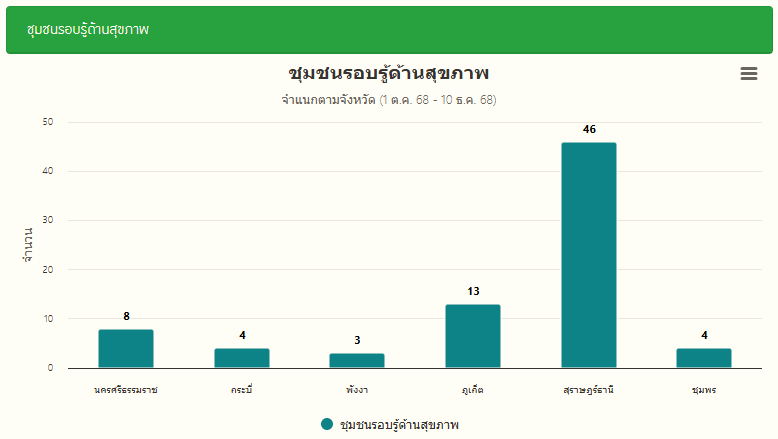 ชุมชนรอบรู้ด้านสุขภาพ
ชุมชนรอบรู้ด้านสุขภาพ
จำแนกตามจังหวัด (1 ต.ค. 68 - 10 ธ.ค. 68)
จำนวน
50
40
30
20
10
0
8
4
3
13
46
4
นครศรีธรรมราช
กระบี่
พังงา
ภูเก็ต
สุราษฎร์ธานี
ชุมพร
ชุมชนรอบรู้ด้านสุขภาพ